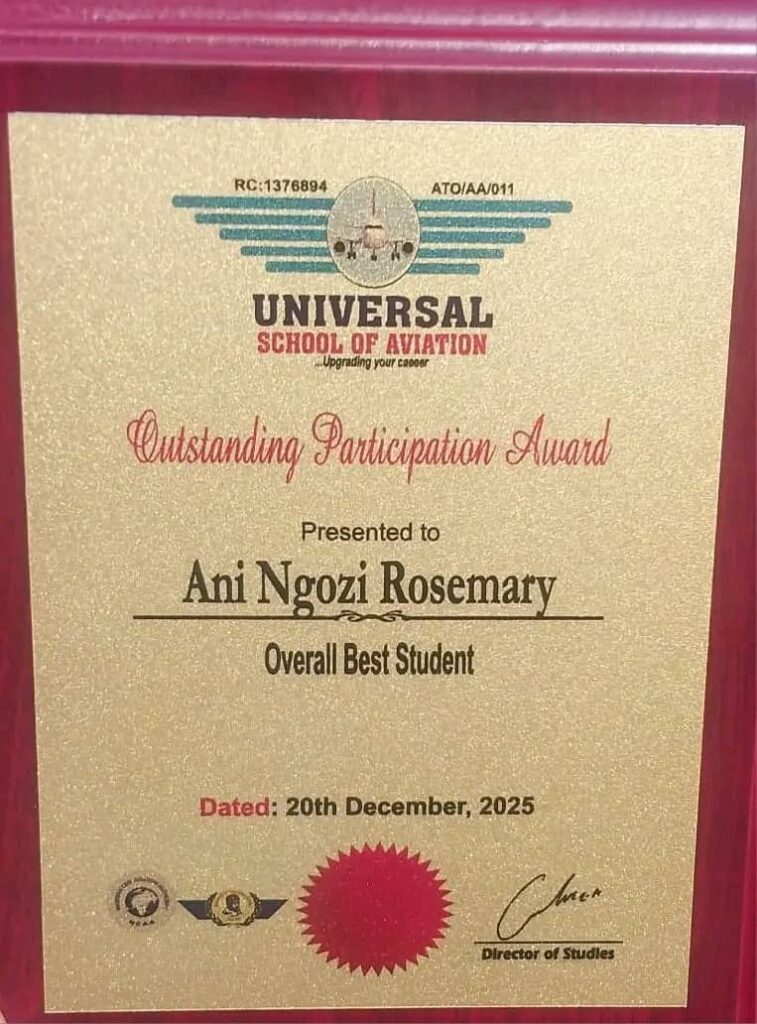 RC:1376894 ATO/AA/011
UNIVERSAL
SCHOOL OF AVIATION
...Upgrading your career
Outstanding Participation Award
Presented to
Ani Ngozi Rosemary
Overall Best Student
Dated: 20th December, 2025
NCAA
Director of Studies